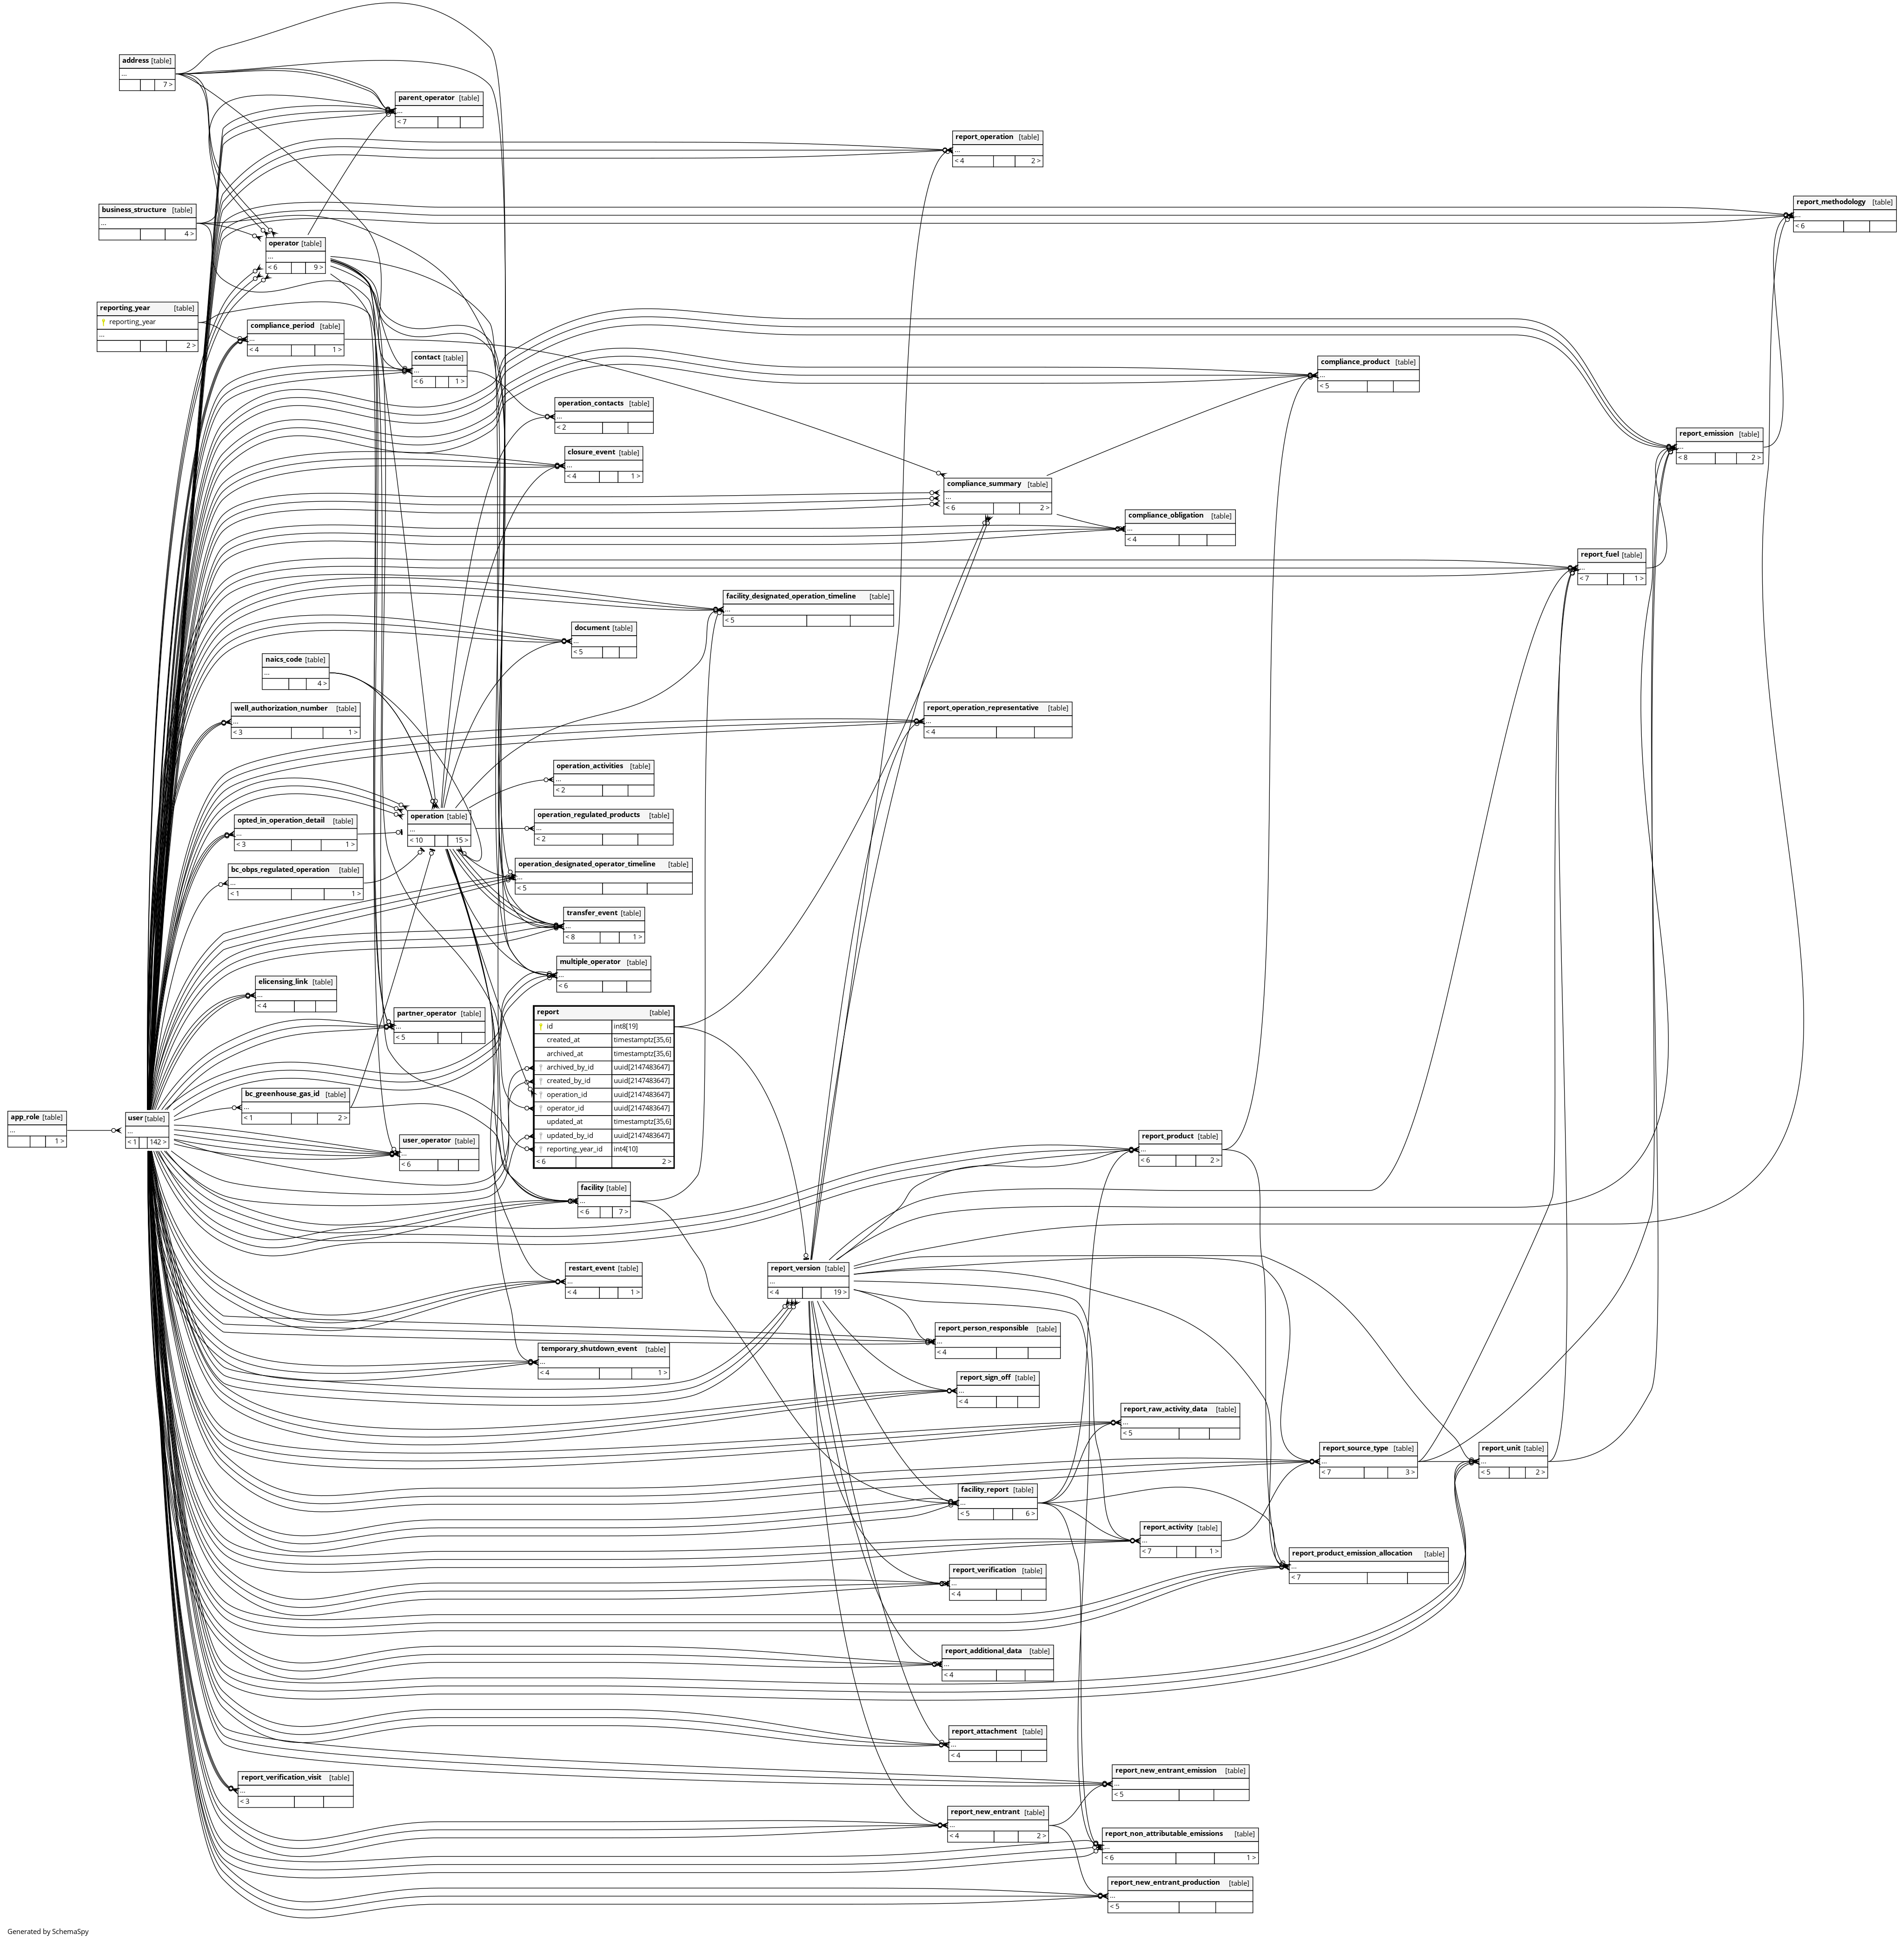 address [table]
...
7 >
parent_operator [table]
...
< 7
report_operation [table]
...
< 4 2 >
report_methodology [table]
...
< 6
business_structure [table]
...
4 >
operator [table]
...
< 6 9 >
reporting_year [table]
reporting_year
...
2 >
compliance_period [table]
...
< 4 1 >
contact [table]
...
< 6 1 >
compliance_product [table]
...
< 5
operation_contacts [table]
...
< 2
report_emission [table]
...
< 8 2 >
closure_event [table]
...
< 4 1 >
compliance_summary [table]
...
< 6 2 >
compliance_obligation [table]
...
< 4
report_fuel [table]
...
< 7 1 >
facility_designated_operation_timeline [table]
...
< 5
document [table]
...
< 5
naics_code [table]
...
4 >
well_authorization_number [table]
...
< 3 1 >
report_operation_representative [table]
...
< 4
operation_activities [table]
...
< 2
operation [table]
...
< 10 15 >
operation_regulated_products [table]
...
< 2
opted_in_operation_detail [table]
...
< 3 1 >
operation_designated_operator_timeline [table]
...
< 5
bc_obps_regulated_operation [table]
...
< 1 1 >
transfer_event [table]
...
< 8 1 >
multiple_operator [table]
...
< 6
elicensing_link [table]
...
< 4
partner_operator [table]
...
< 5
report [table]
id int8[19]
created_at timestamptz[35,6]
archived_at timestamptz[35,6]
archived_by_id uuid[2147483647]
created_by_id uuid[2147483647]
operation_id uuid[2147483647]
operator_id uuid[2147483647]
updated_at timestamptz[35,6]
updated_by_id uuid[2147483647]
reporting_year_id int4[10]
< 6 2 >
bc_greenhouse_gas_id [table]
...
< 1 2 >
app_role [table]
...
1 >
user [table]
...
< 1 142 >
user_operator [table]
...
< 6
report_product [table]
...
< 6 2 >
facility [table]
...
< 6 7 >
restart_event [table]
...
< 4 1 >
report_version [table]
...
< 4 19 >
report_person_responsible [table]
...
< 4
temporary_shutdown_event [table]
...
< 4 1 >
report_sign_off [table]
...
< 4
report_raw_activity_data [table]
...
< 5
report_source_type [table]
...
< 7 3 >
report_unit [table]
...
< 5 2 >
facility_report [table]
...
< 5 6 >
report_activity [table]
...
< 7 1 >
report_product_emission_allocation [table]
...
< 7
report_verification [table]
...
< 4
report_additional_data [table]
...
< 4
report_attachment [table]
...
< 4
report_verification_visit [table]
...
< 3
report_new_entrant_emission [table]
...
< 5
report_new_entrant [table]
...
< 4 2 >
report_non_attributable_emissions [table]
...
< 6 1 >
report_new_entrant_production [table]
...
< 5
Generated by SchemaSpy